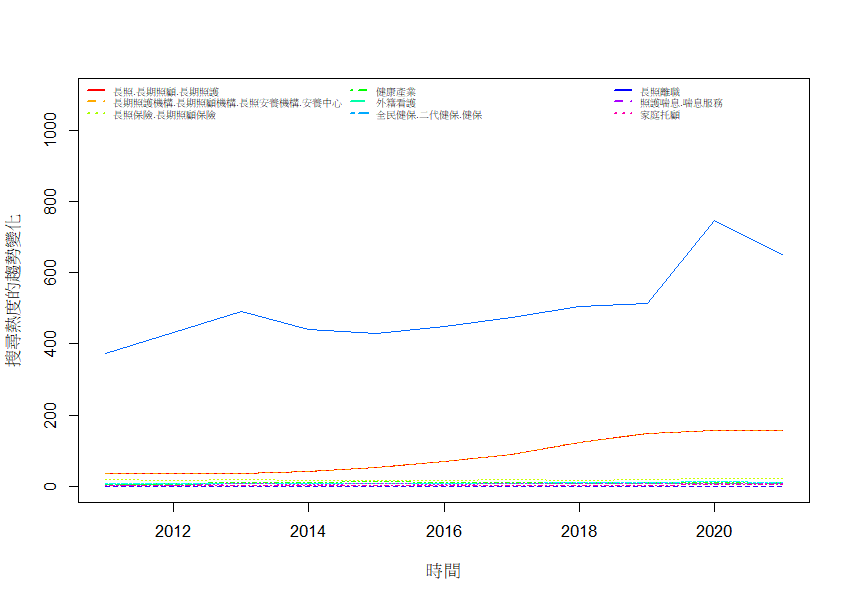 長照.長期照顧.長期照護
長期照護機構.長期照顧機構.長照安養機構.安養中心
長照保險.長期照顧保險
健康產業
外籍看護
全民健保.二代健保.健保
長照離職
照護喘息.喘息服務
家庭托顧
搜尋熱度的趨勢變化
1000
800
600
400
200
0
2012
2014
2016
2018
2020
時間